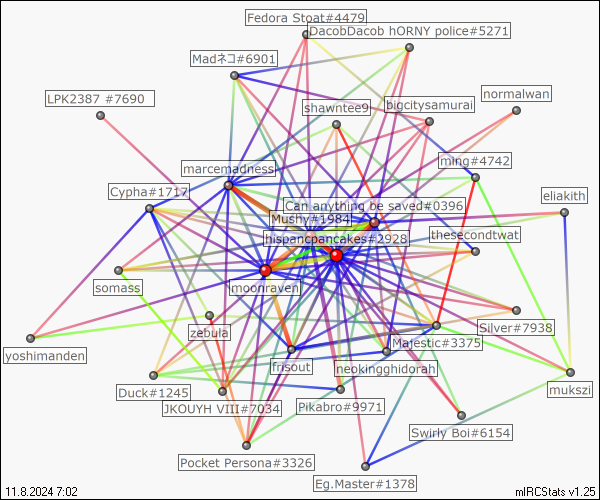 Fedora Stoat#4479
DacobDacob hORNY police#5271
Madネコ#6901
LPK2387 #7690
shawntee9
bigcitysamurai
normalwan
marcemadness
ming#4742
Cypha#1717
Can anything be saved#0396
eliakith
Mushy#1984
hispancpancakes#2928
thesecondtwat
somass
moonraven
zebula
Silver#7938
yoshimanden
frisout
Majestic#3375
neokingghidorah
mukszi
Duck#1245
JKOUYH VIII#7034
Pikabro#9971
Swirly Boi#6154
Pocket Persona#3326
Eg.Master#1378
11.8.2024 7:02
mIRCStats v1.25